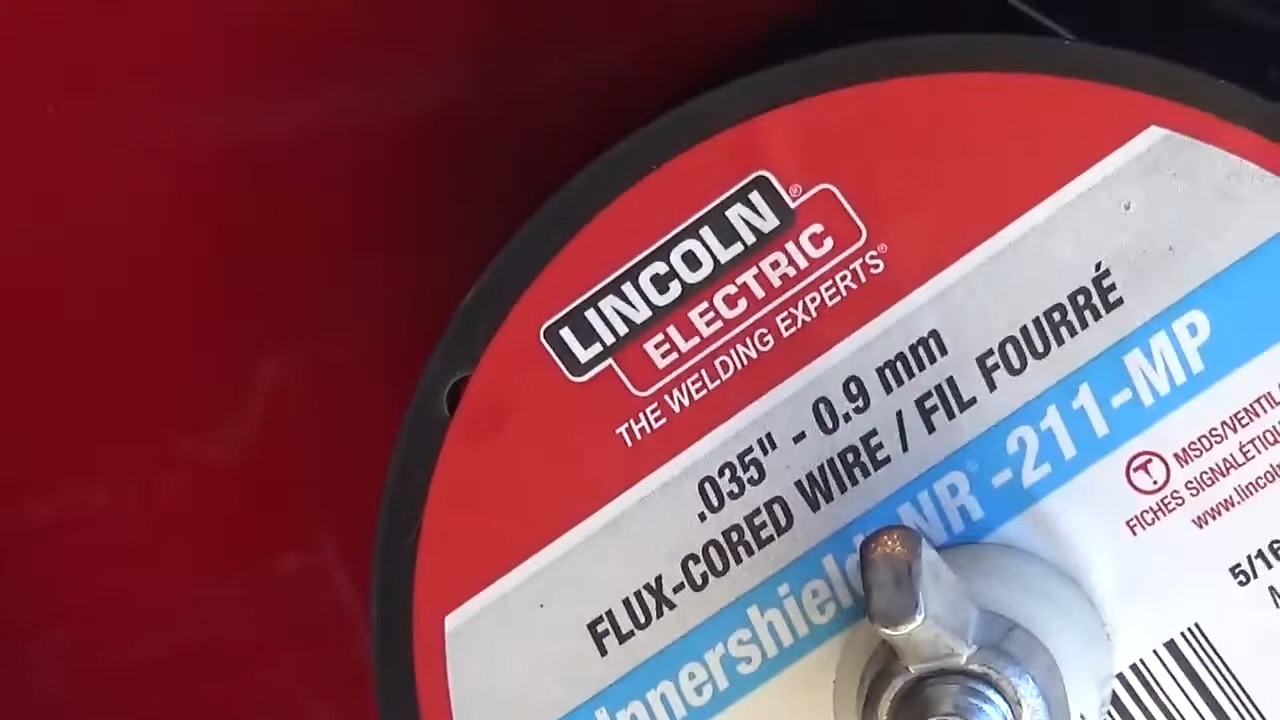 LINCOLN®
ELECTRIC
THE WELDING EXPERTS®
.035" - 0.9 mm
FLUX-CORED WIRE / FIL FOURRÉ
Innershield NR®-211-MP
MSDS/VENTIL
FICHES SIGNALÉTIQU
www.lincol
5/16